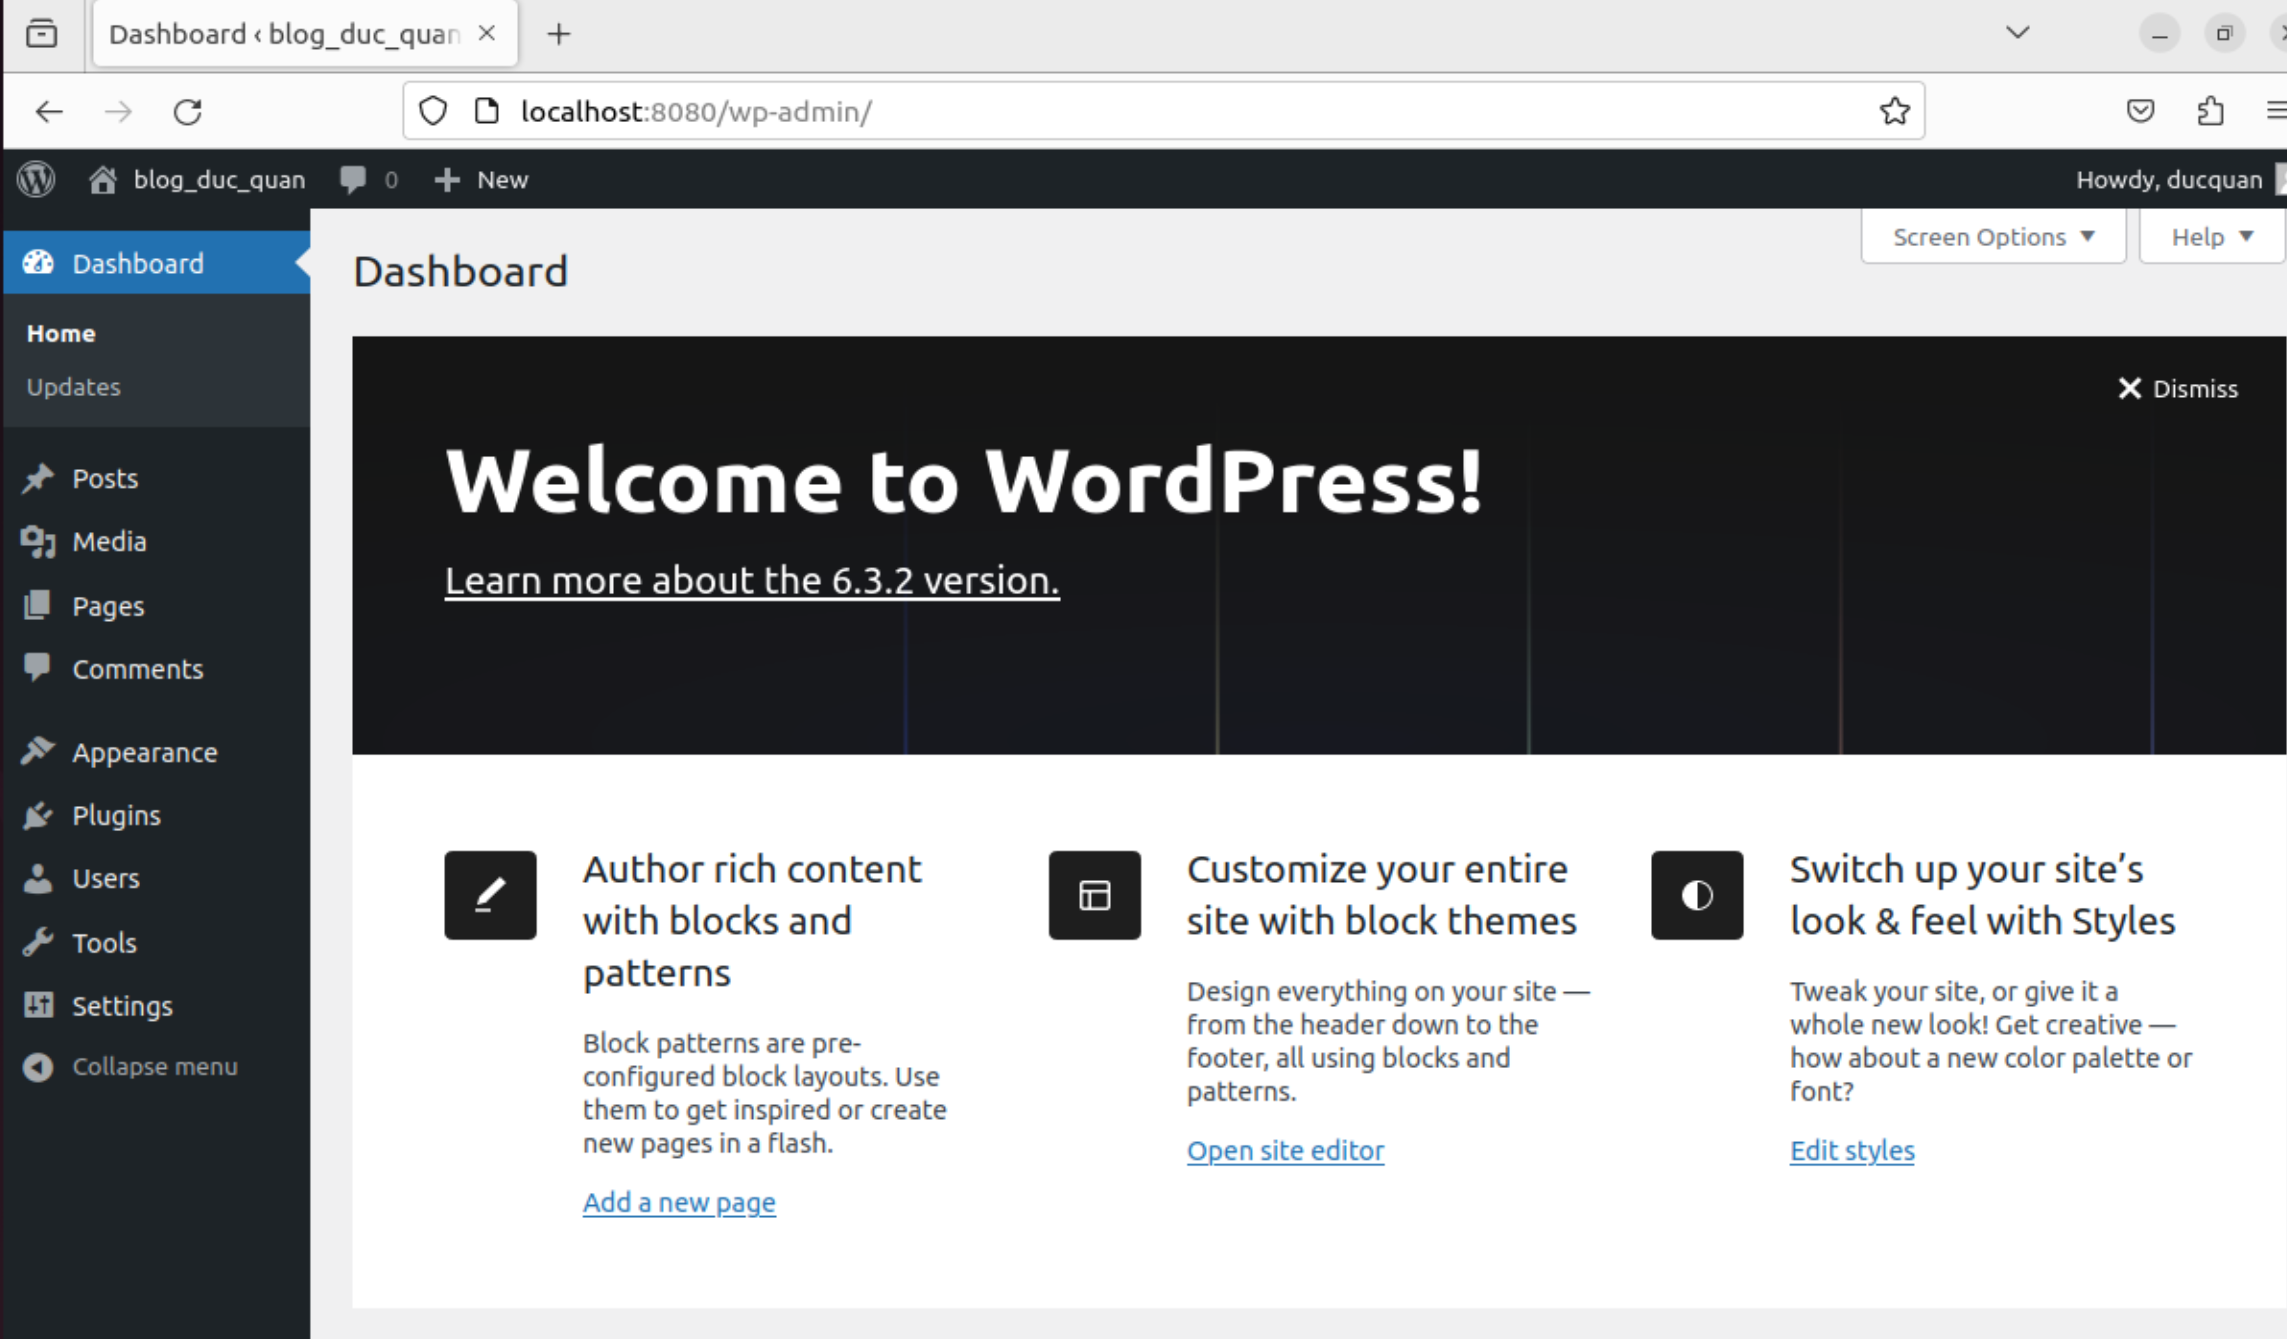 Dashboard ‹ blog_duc_quan
localhost:8080/wp-admin/
blog_duc_quan 0 New Howdy, ducquan
Screen Options Help
Dashboard
Home
Updates
Posts
Media
Pages
Comments
Appearance
Plugins
Users
Tools
Settings
Collapse menu
Dashboard
Dismiss
Welcome to WordPress!
Learn more about the 6.3.2 version.
Author rich content
with blocks and
patterns
Block patterns are pre-
configured block layouts. Use
them to get inspired or create
new pages in a flash.
Add a new page
Customize your entire
site with block themes
Design everything on your site —
from the header down to the
footer, all using blocks and
patterns.
Open site editor
Switch up your site’s
look & feel with Styles
Tweak your site, or give it a
whole new look! Get creative —
how about a new color palette or
font?
Edit styles